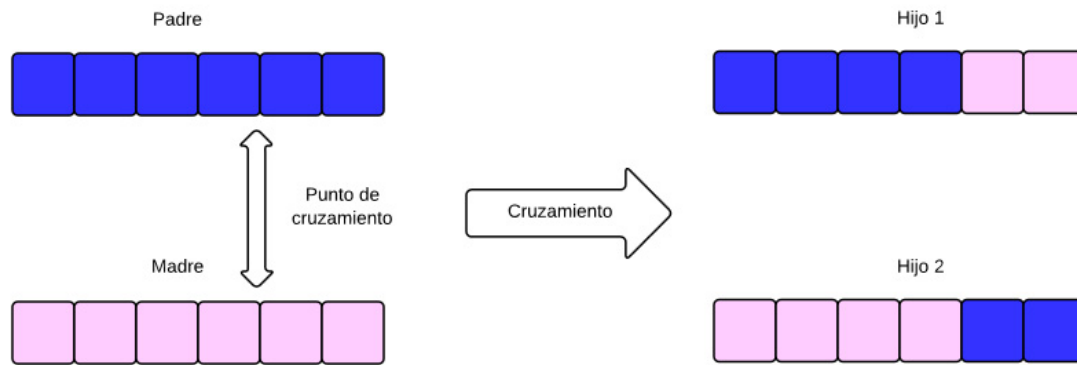 Padre
Hijo 1
Punto de
cruzamiento
Cruzamiento
Madre
Hijo 2